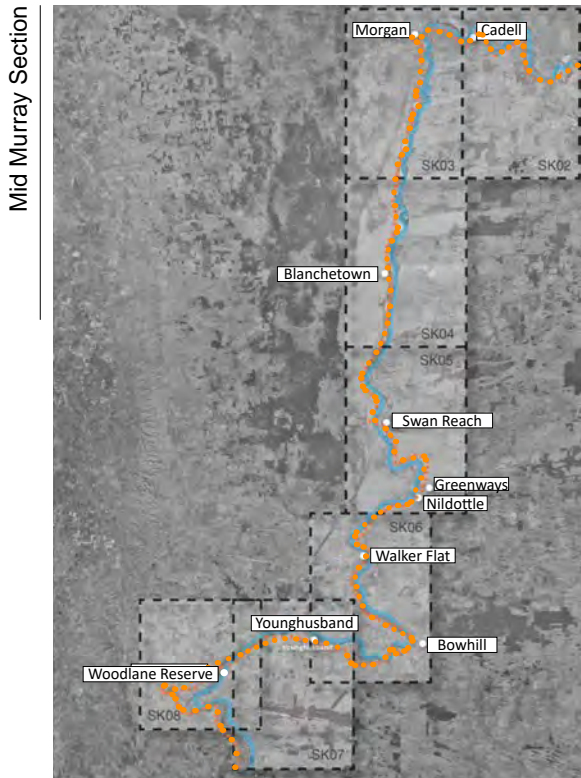 Mid Murray Section
Morgan
Cadell
SK03
SK02
Blanchetown
SK04
SK05
Swan Reach
Greenways
Nildottle
SK06
Walker Flat
Younghusband
Bowhill
Woodlane Reserve
SK08
SK07